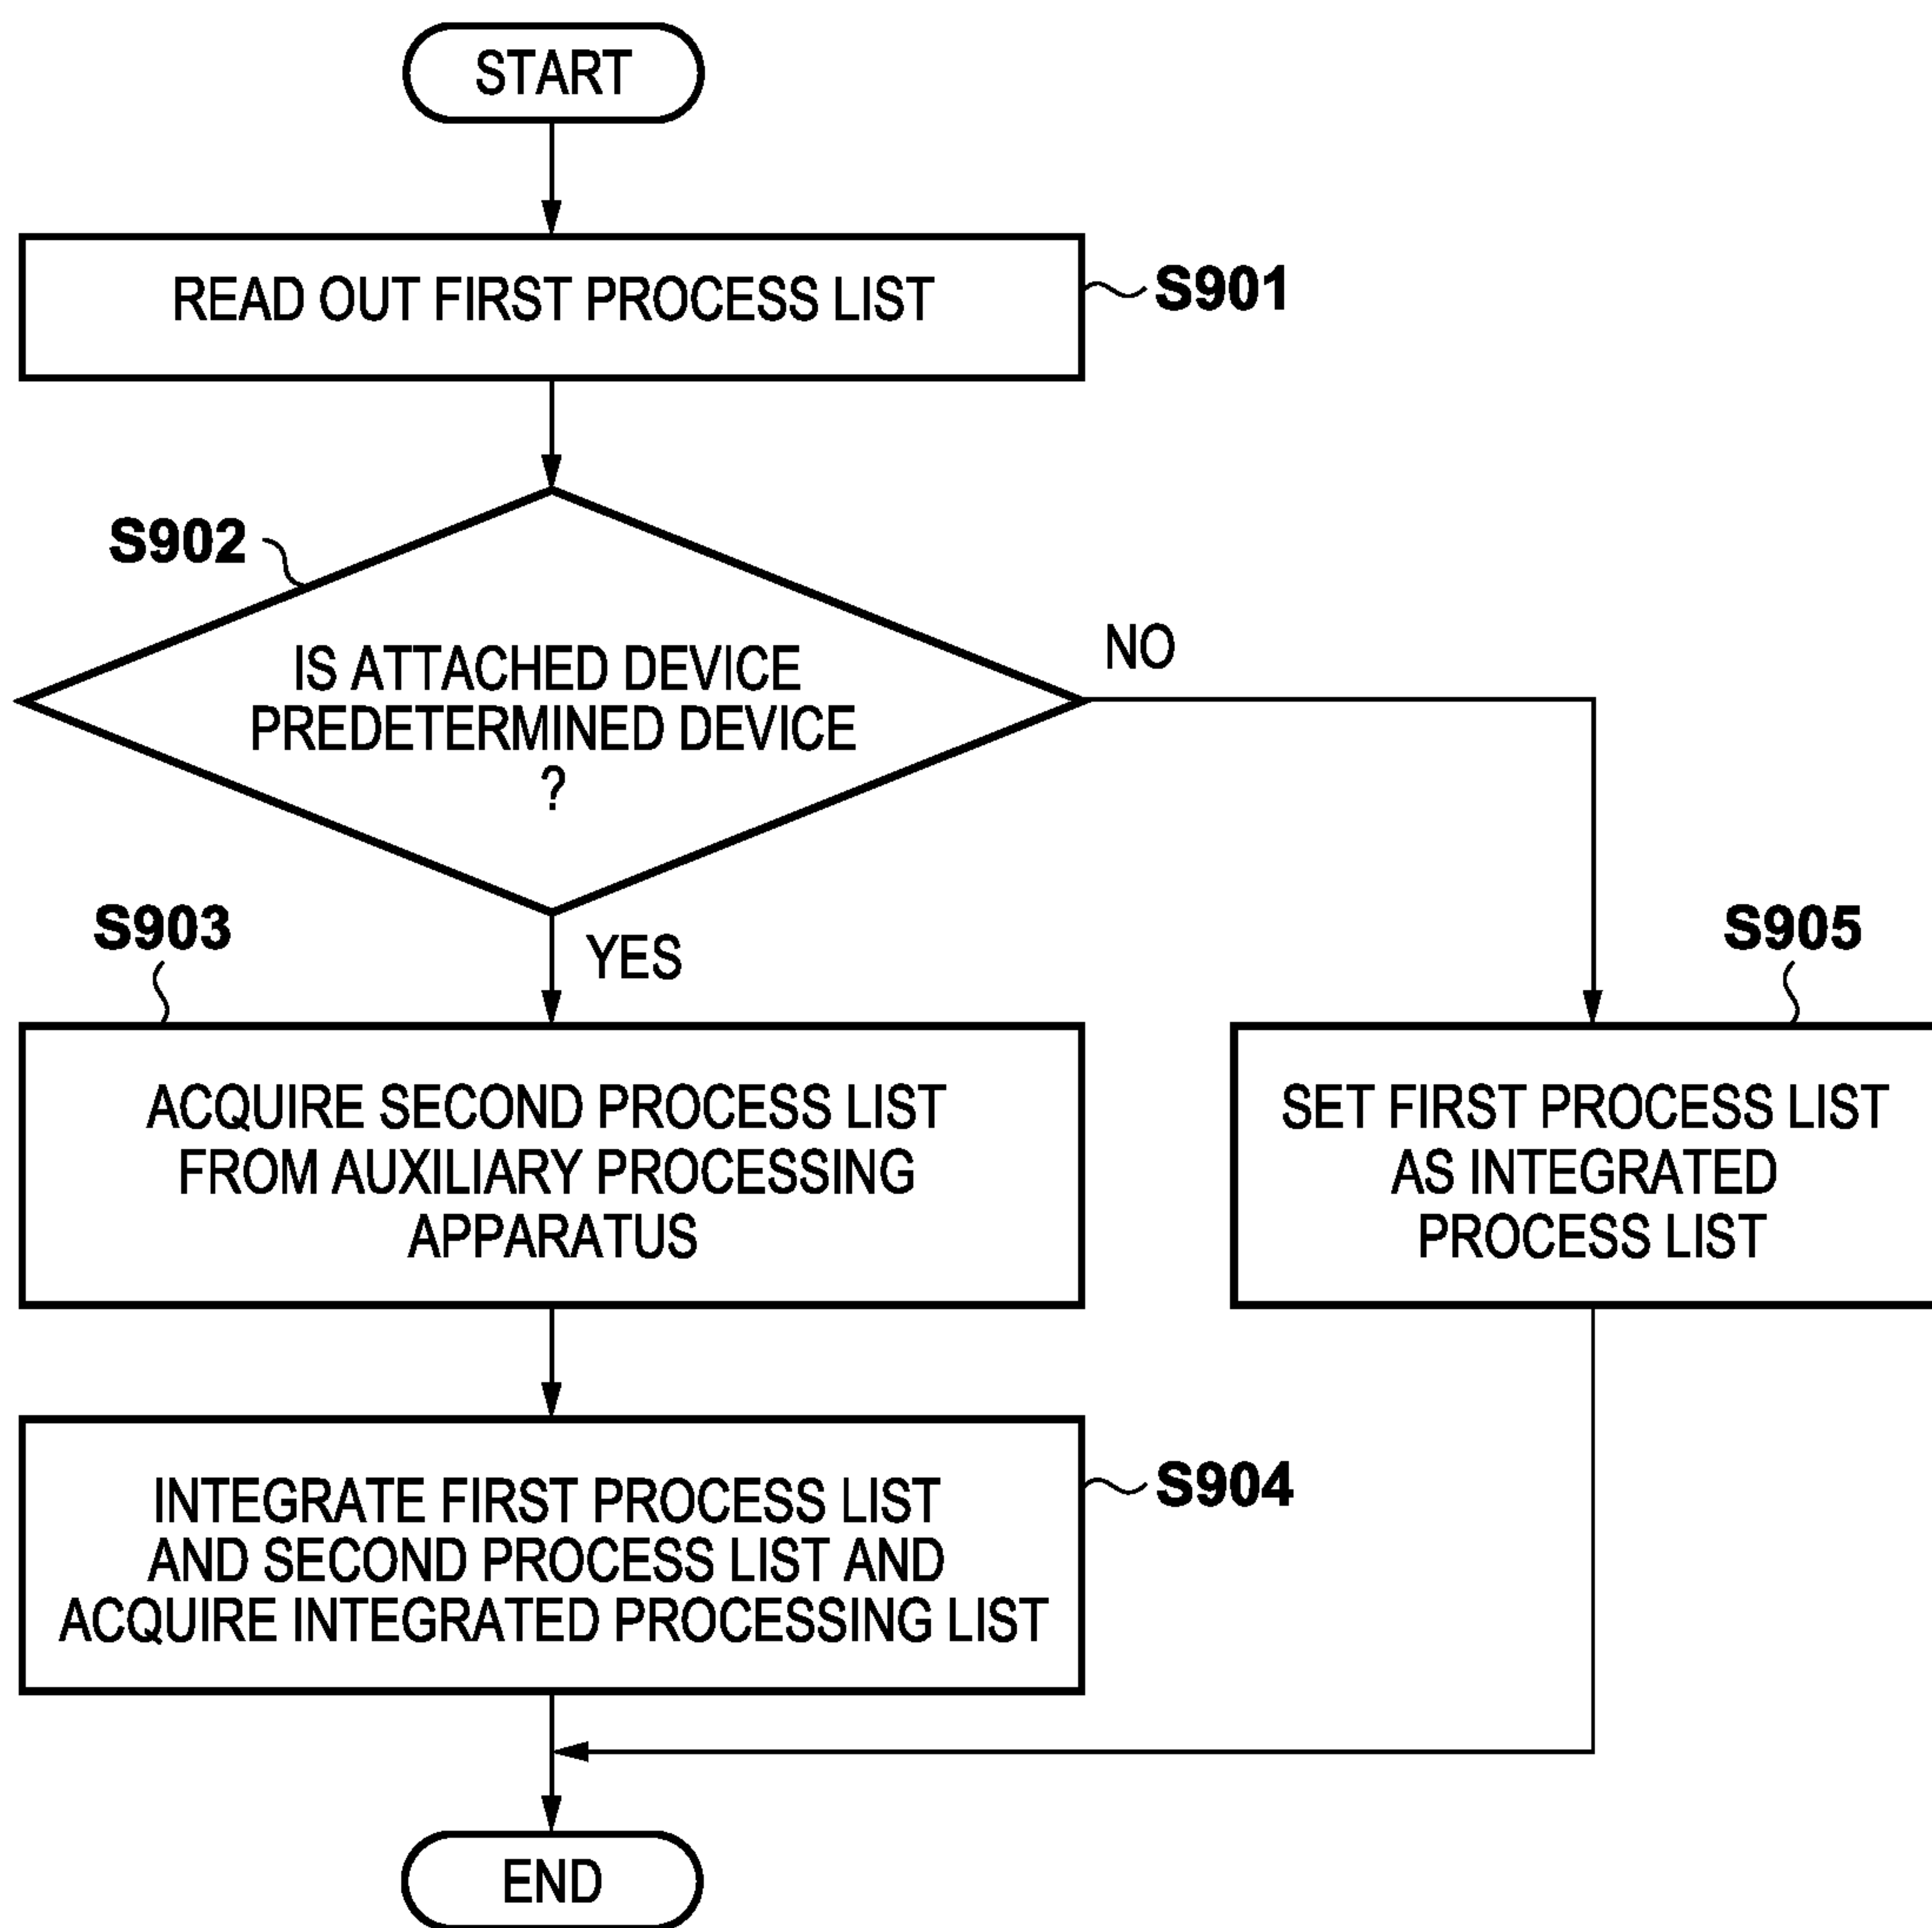 START
READ OUT FIRST PROCESS LIST
S901
S902
IS ATTACHED DEVICE
PREDETERMINED DEVICE
?
NO
YES
S903
ACQUIRE SECOND PROCESS LIST
FROM AUXILIARY PROCESSING
APPARATUS
S905
SET FIRST PROCESS LIST
AS INTEGRATED
PROCESS LIST
INTEGRATE FIRST PROCESS LIST
AND SECOND PROCESS LIST AND
ACQUIRE INTEGRATED PROCESSING LIST
S904
END